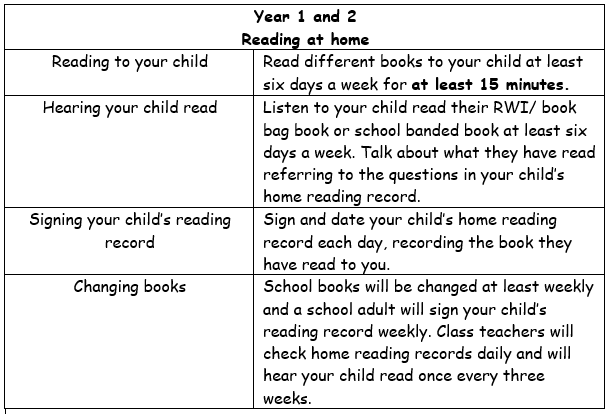 Year 1 and 2
Reading at home
Reading to your child
Read different books to your child at least
six days a week for at least 15 minutes.
Hearing your child read
Listen to your child read their RWI/ book
bag book or school banded book at least six
days a week. Talk about what they have read
referring to the questions in your child's
home reading record.
Signing your child's reading
record
Sign and date your child's home reading
record each day, recording the book they
have read to you.
Changing books
School books will be changed at least weekly
and a school adult will sign your child's
reading record weekly. Class teachers will
check home reading records daily and will
hear your child read once every three
weeks.